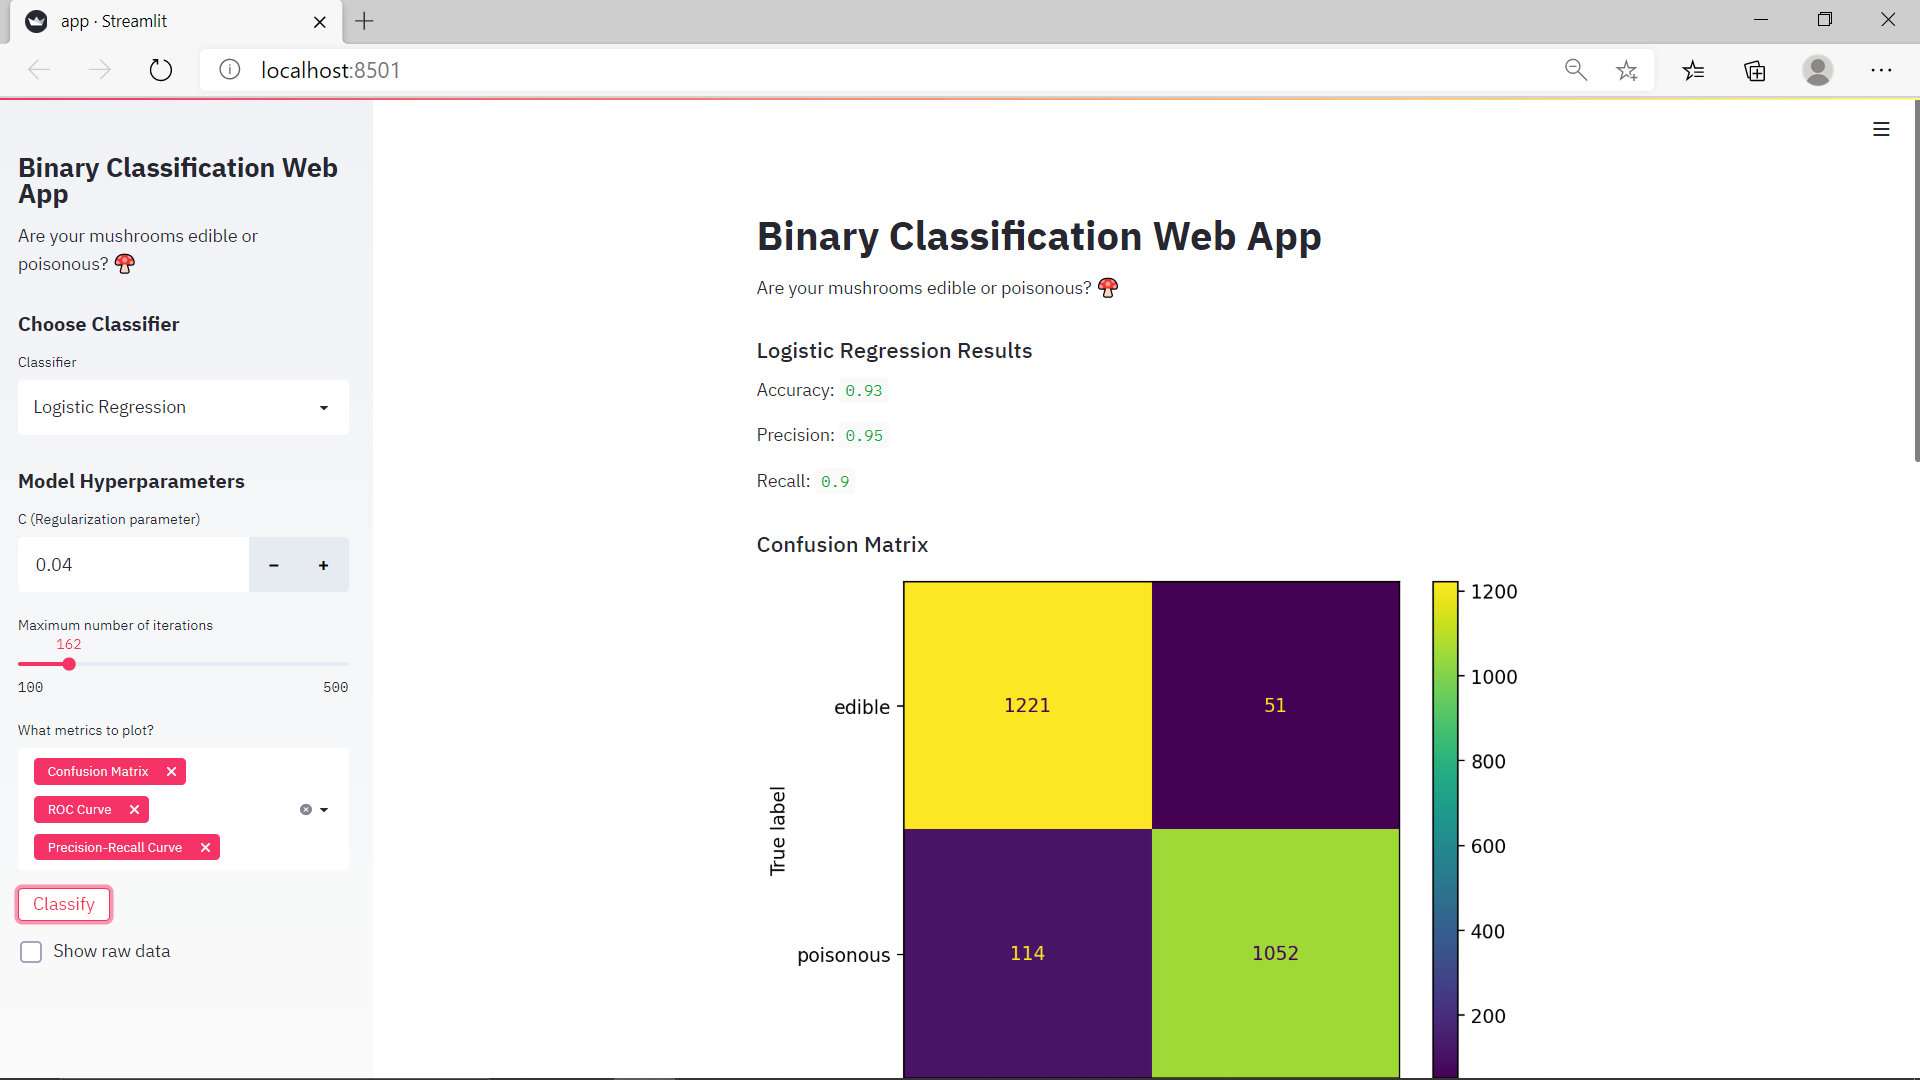 app · Streamlit
localhost:8501
Binary Classification Web
App
Are your mushrooms edible or
poisonous? 🍄
Choose Classifier
Classifier
Logistic Regression
Model Hyperparameters
C (Regularization parameter)
0.04
Maximum number of iterations
162
100 500
What metrics to plot?
Confusion Matrix
ROC Curve
Precision-Recall Curve
Classify
Show raw data
Binary Classification Web App
Are your mushrooms edible or poisonous? 🍄
Logistic Regression Results
Accuracy: 0.93
Precision: 0.95
Recall: 0.9
Confusion Matrix
True label
edible
1221 51
poisonous
114 1052
1200
1000
800
600
400
200